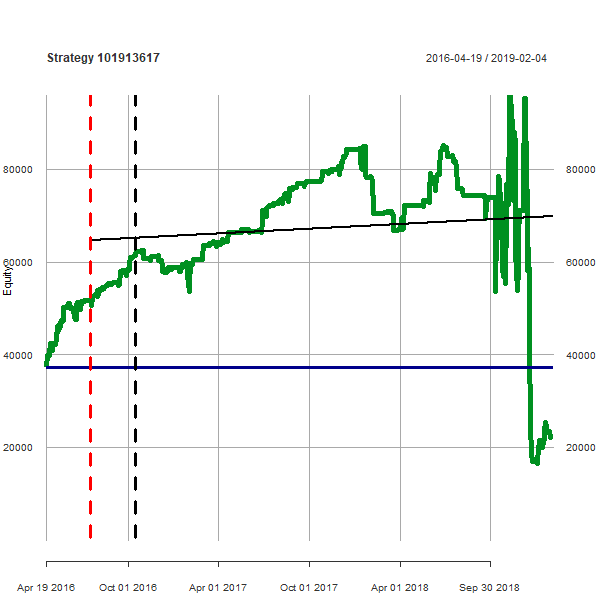 Strategy 101913617
2016-04-19 / 2019-02-04
80000 80000
60000 60000
Equity
40000 40000
20000 20000
Apr 19 2016 Oct 01 2016 Apr 01 2017 Oct 01 2017 Apr 01 2018 Sep 30 2018